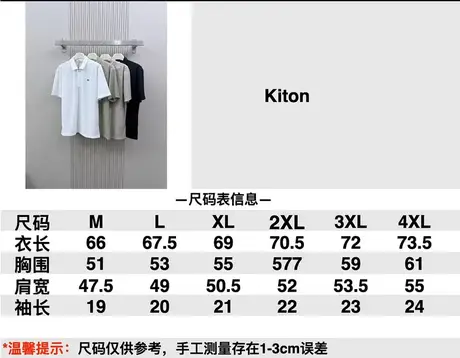 Kiton
—尺码表信息—
尺码 M L XL 2XL 3XL 4XL
衣长 66 67.5 69 70.5 72 73.5
胸围 51 53 55 577 59 61
肩宽 47.5 49 50.5 52 53.5 55
袖长 19 20 21 22 23 24
*温馨提示：尺码仅供参考，手工测量存在1-3cm误差